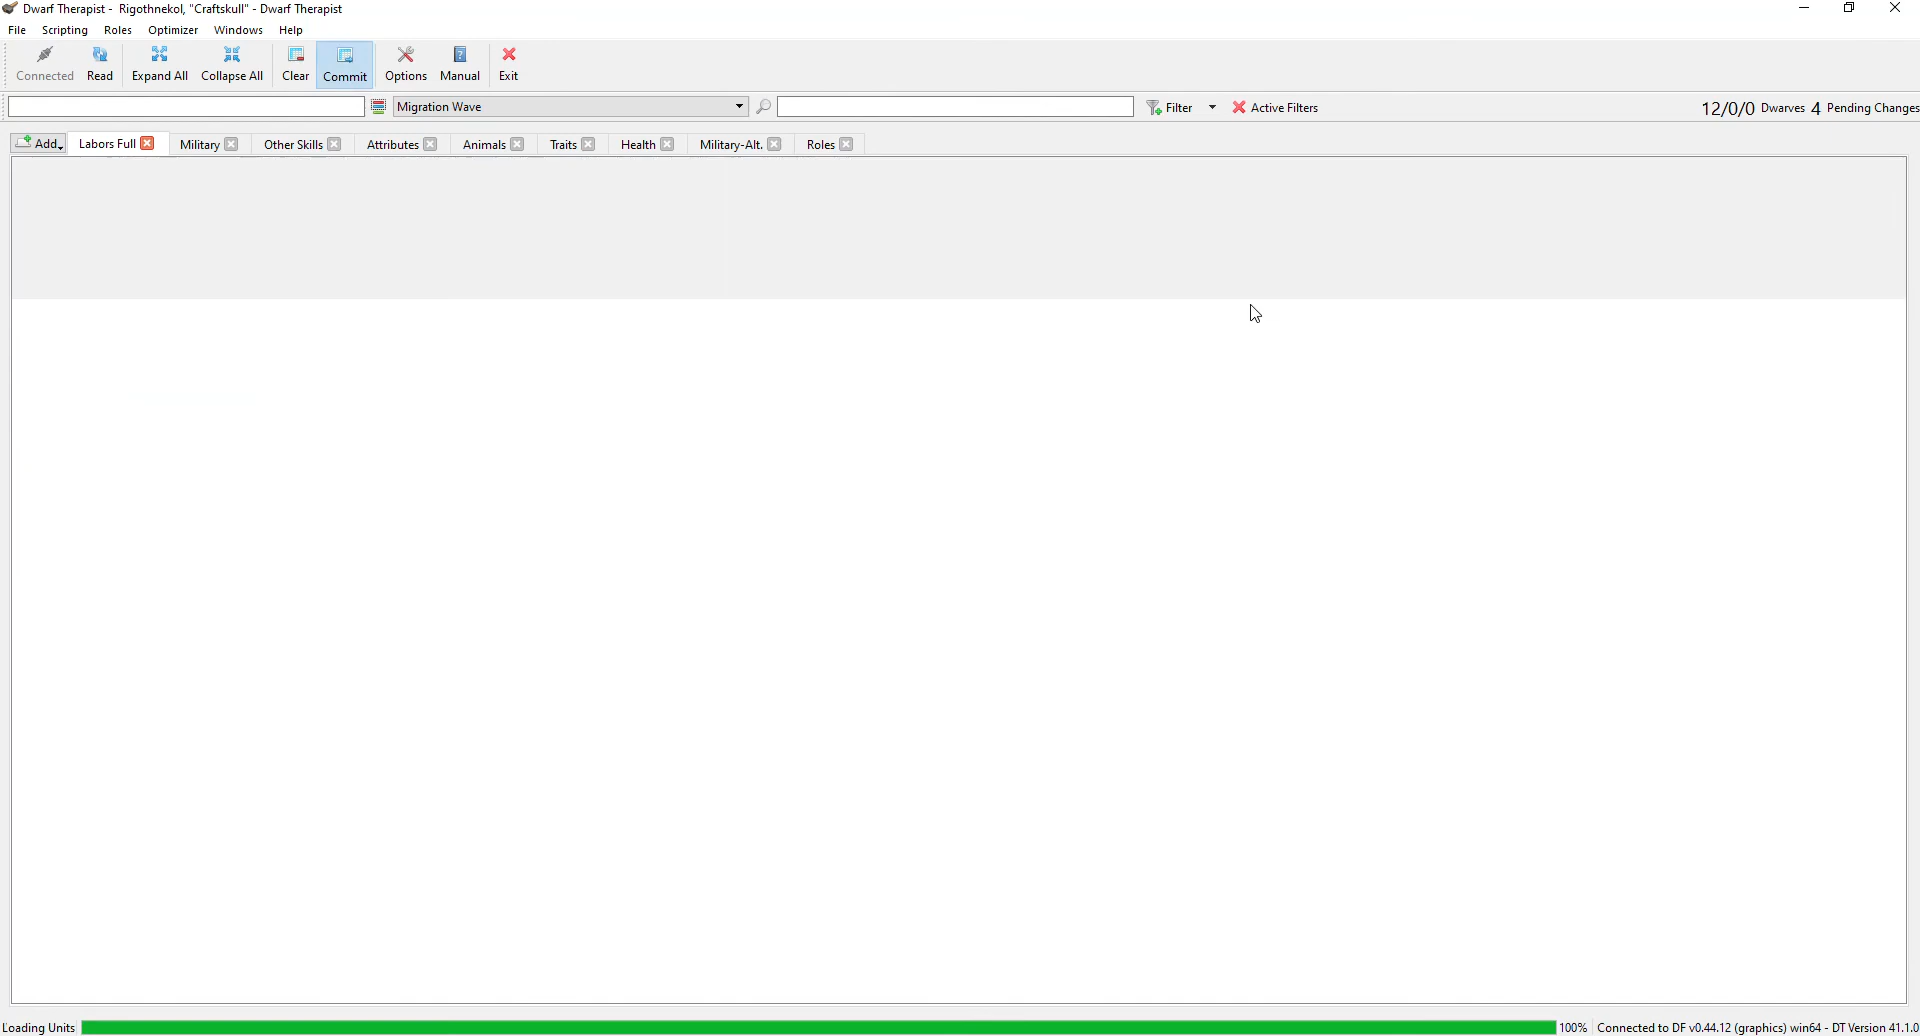 Dwarf Therapist - Rigothnekol, "Craftskull" - Dwarf Therapist
File Scripting Roles Optimizer Windows Help
Connected Read Expand All Collapse All Clear Commit Options Manual Exit
Migration Wave Filter Active Filters 12/0/0 Dwarves 4 Pending Changes
Add Labors Full Military Other Skills Attributes Animals Traits Health Military-Alt. Roles
Loading Units 100% Connected to DF v0.44.12 (graphics) win64 - DT Version 41.1.0